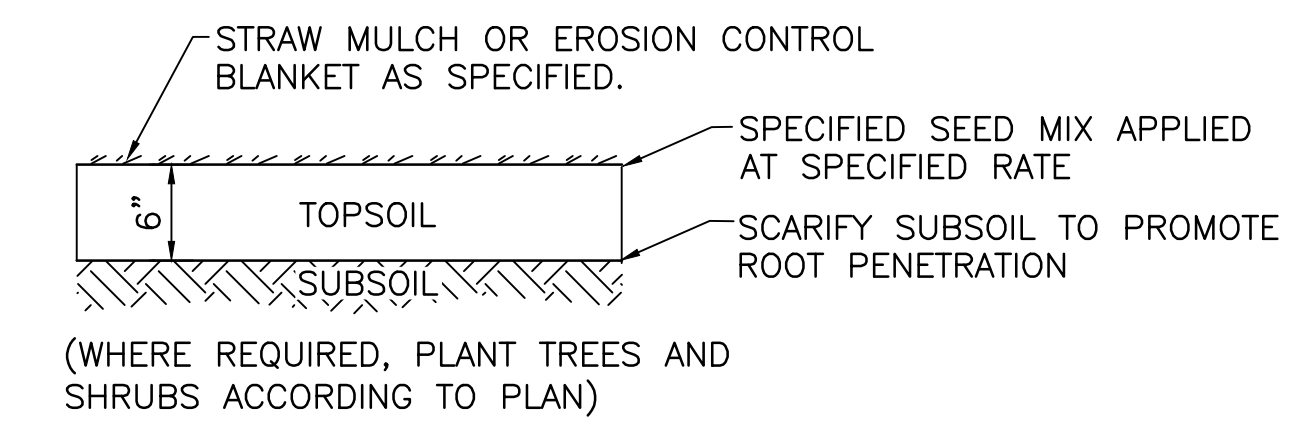 STRAW MULCH OR EROSION CONTROL
BLANKET AS SPECIFIED.
SPECIFIED SEED MIX APPLIED
AT SPECIFIED RATE
6"
TOPSOIL
SCARIFY SUBSOIL TO PROMOTE
ROOT PENETRATION
SUBSOIL
(WHERE REQUIRED, PLANT TREES AND
SHRUBS ACCORDING TO PLAN)